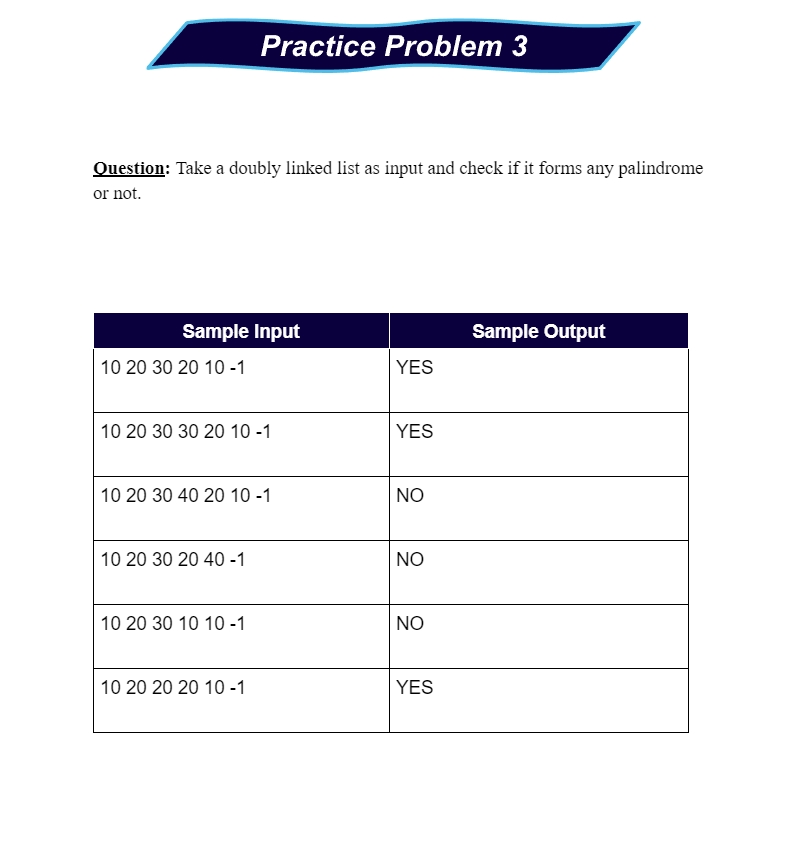 Practice Problem 3
Question: Take a doubly linked list as input and check if it forms any palindrome
or not.
Sample Input Sample Output
10 20 30 20 10 -1 YES
10 20 30 30 20 10 -1 YES
10 20 30 40 20 10 -1 NO
10 20 30 20 40 -1 NO
10 20 30 10 10 -1 NO
10 20 20 20 10 -1 YES